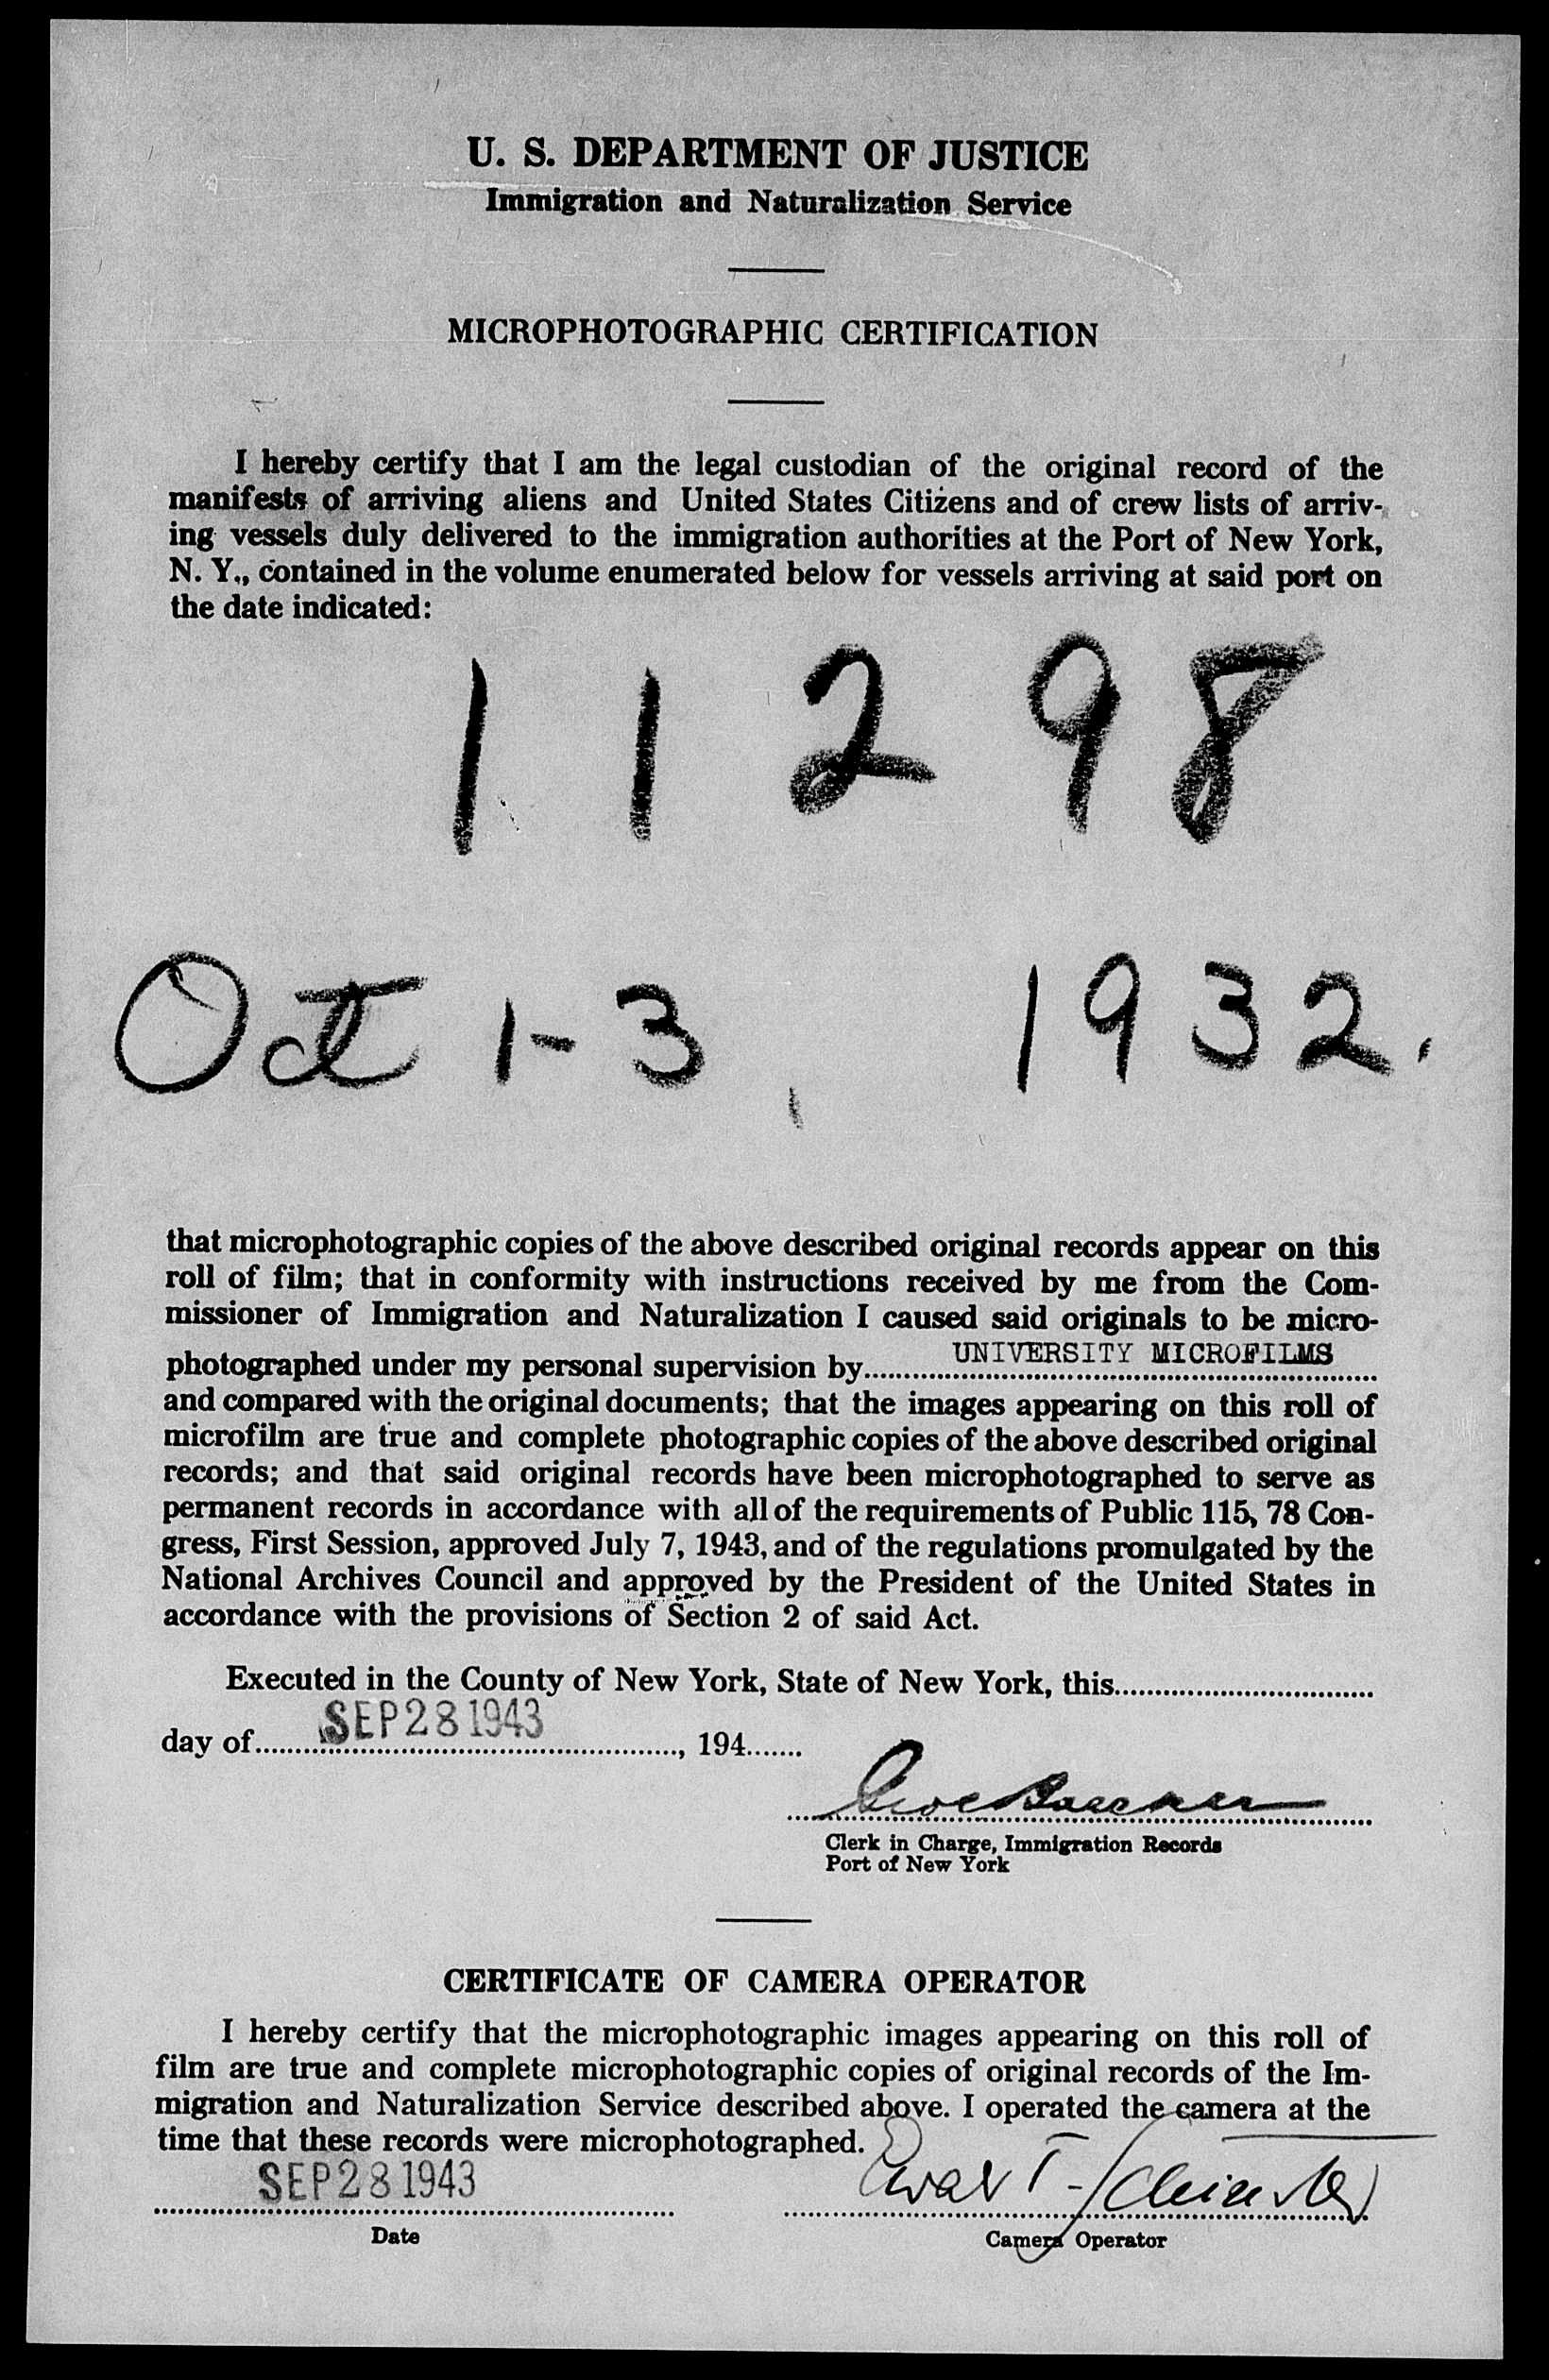 U. S. DEPARTMENT OF JUSTICE
Immigration and Naturalization Service
MICROPHOTOGRAPHIC CERTIFICATION
I hereby certify that I am the legal custodian of the original record of the
manifests of arriving aliens and United States Citizens and of crew lists of arriv-
ing vessels duly delivered to the immigration authorities at the Port of New York,
N. Y., contained in the volume enumerated below for vessels arriving at said port on
the date indicated:
11298
Oct 1-3, 1932.
that microphotographic copies of the above described original records appear on this
roll of film; that in conformity with instructions received by me from the Com-
missioner of Immigration and Naturalization I caused said originals to be micro-
photographed under my personal supervision by UNIVERSITY MICROFILMS
and compared with the original documents; that the images appearing on this roll of
microfilm are true and complete photographic copies of the above described original
records; and that said original records have been microphotographed to serve as
permanent records in accordance with all of the requirements of Public 115, 78 Con-
gress, First Session, approved July 7, 1943, and of the regulations promulgated by the
National Archives Council and approved by the President of the United States in
accordance with the provisions of Section 2 of said Act.
Executed in the County of New York, State of New York, this
day of SEP 28 1943, 194
Clerk in Charge, Immigration Records
Port of New York
CERTIFICATE OF CAMERA OPERATOR
I hereby certify that the microphotographic images appearing on this roll of
film are true and complete microphotographic copies of original records of the Im-
migration and Naturalization Service described above. I operated the camera at the
time that these records were microphotographed.
SEP 28 1943
Date
Camera Operator